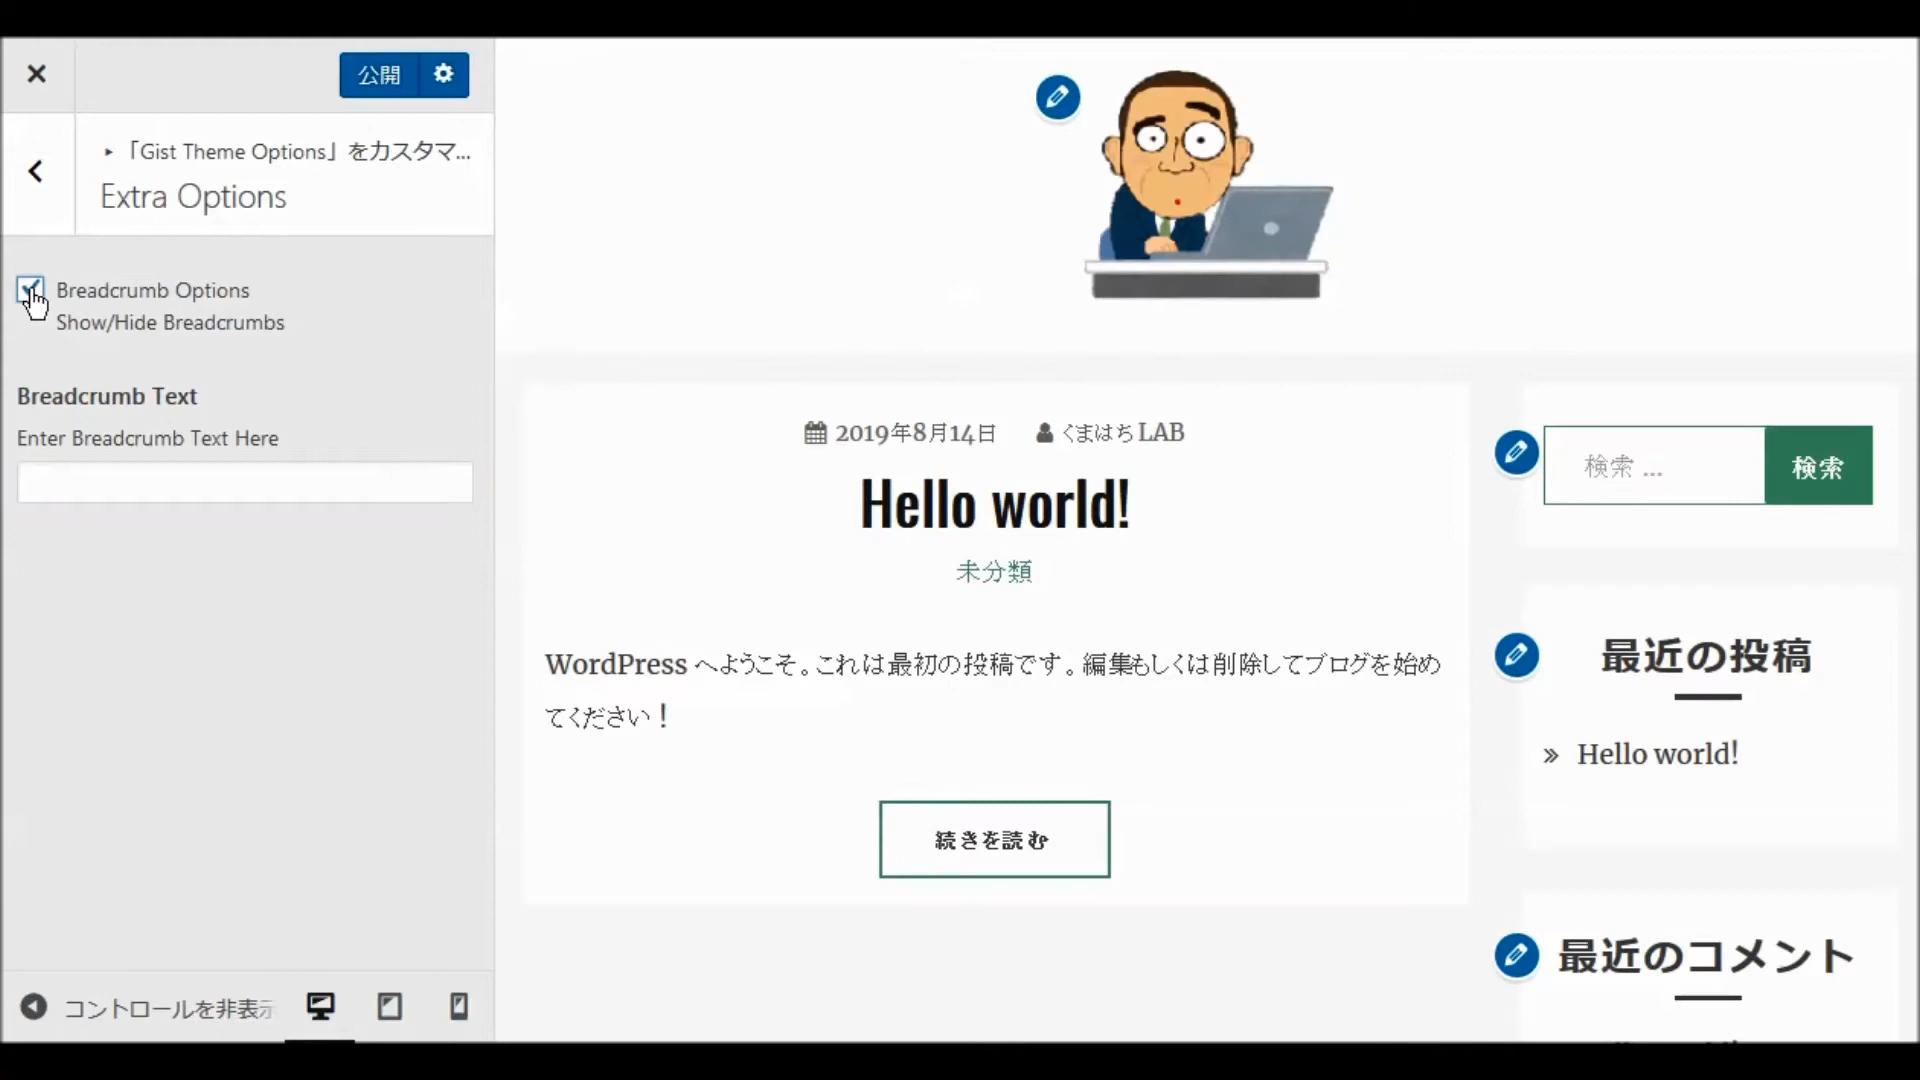 公開
▸ 「Gist Theme Options」をカスタマ...
Extra Options
Breadcrumb Options
Show/Hide Breadcrumbs
Breadcrumb Text
Enter Breadcrumb Text Here
コントロールを非表示
2019年8月14日 くまはちLAB
Hello world!
未分類
WordPress へようこそ。これは最初の投稿です。編集もしくは削除してブログを始め
てください！
続きを読む
検索 ...
検索
最近の投稿
» Hello world!
最近のコメント